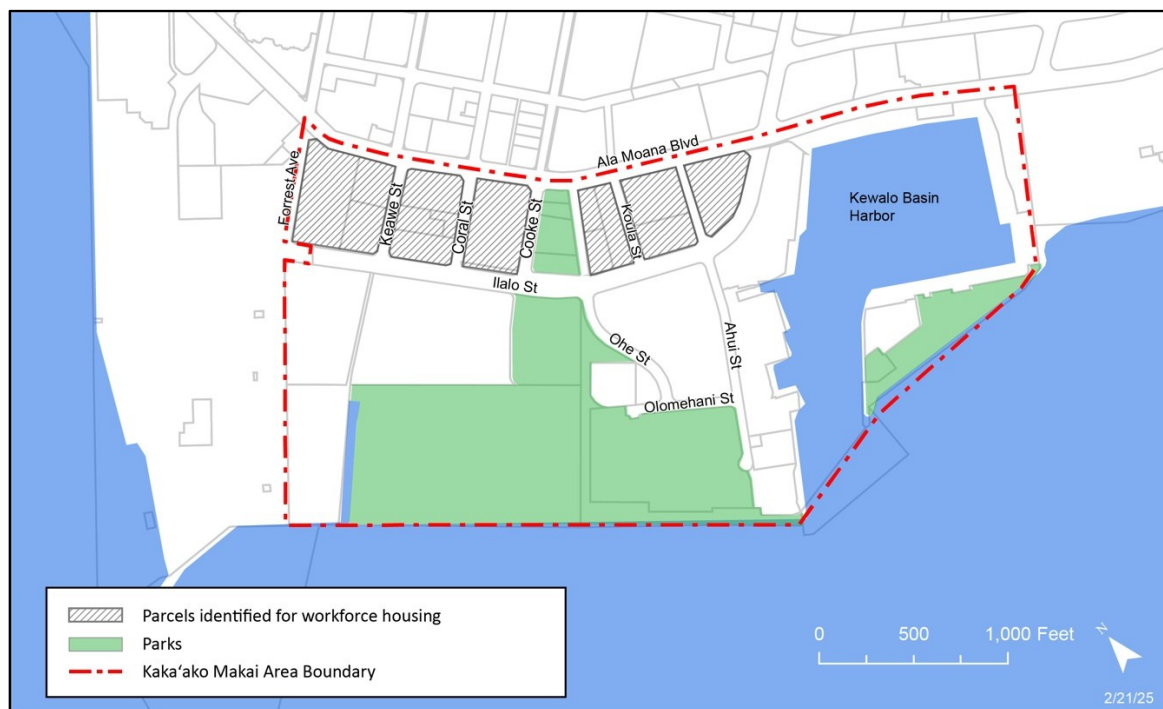 Forrest Ave
Keawe St
Coral St
Cooke St
Ala Moana Blvd
Koula St
Kewalo Basin
Harbor
Ilalo St
Ohe St
Ahui St
Olomehani St
Parcels identified for workforce housing
Parks
Kakaʻako Makai Area Boundary
0 500 1,000 Feet
N
2/21/25